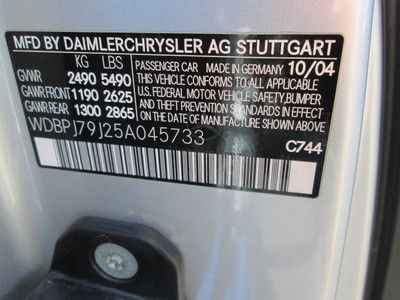 MFD BY DAIMLERCHRYSLER AG STUTTGART
KG LBS PASSENGER CAR MADE IN GERMANY 10/04
GVWR 2490 5490 THIS VEHICLE CONFORMS TO ALL APPLICABLE
GAWR:FRONT 1190 2625 U.S. FEDERAL MOTOR VEHICLE SAFETY, BUMPER
GAWR:REAR 1300 2865 AND THEFT PREVENTION STANDARDS IN EFFECT
ON THE DATE OF MANUFACTURE SHOWN ABOVE
WDBPJ79J25A045733
C744